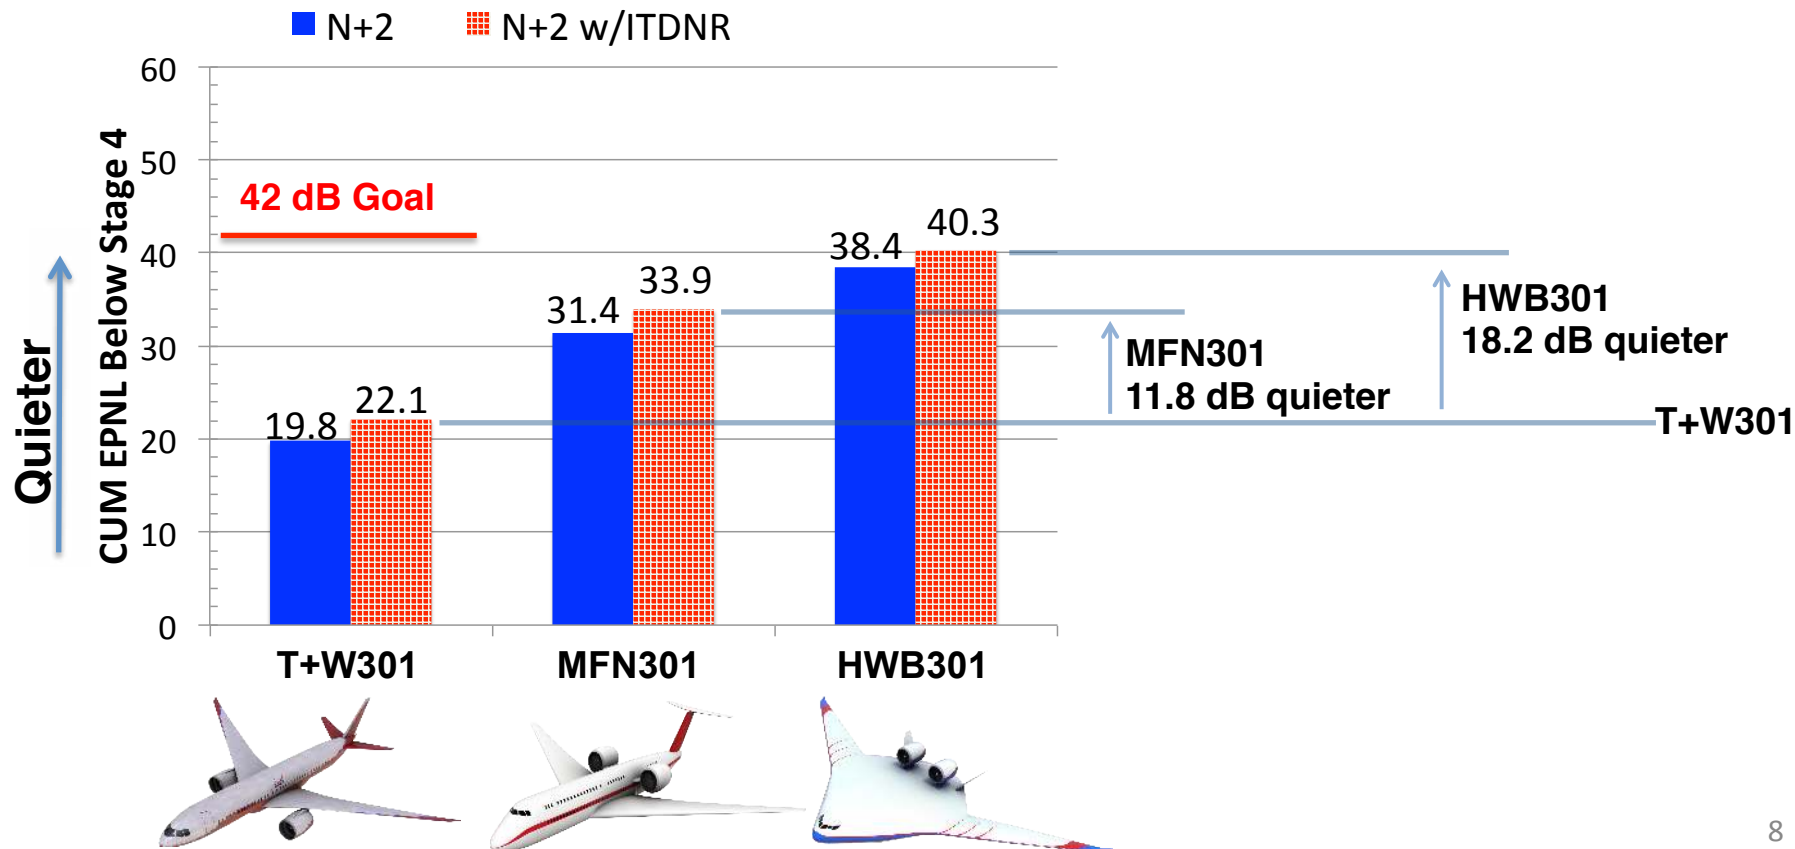 N+2
N+2 w/ITDNR
CUM EPNL Below Stage 4
Quieter
60
50
40
30
20
10
0
42 dB Goal
19.8
22.1
31.4
33.9
38.4
40.3
HWB301
18.2 dB quieter
MFN301
11.8 dB quieter
T+W301
T+W301
MFN301
HWB301
8